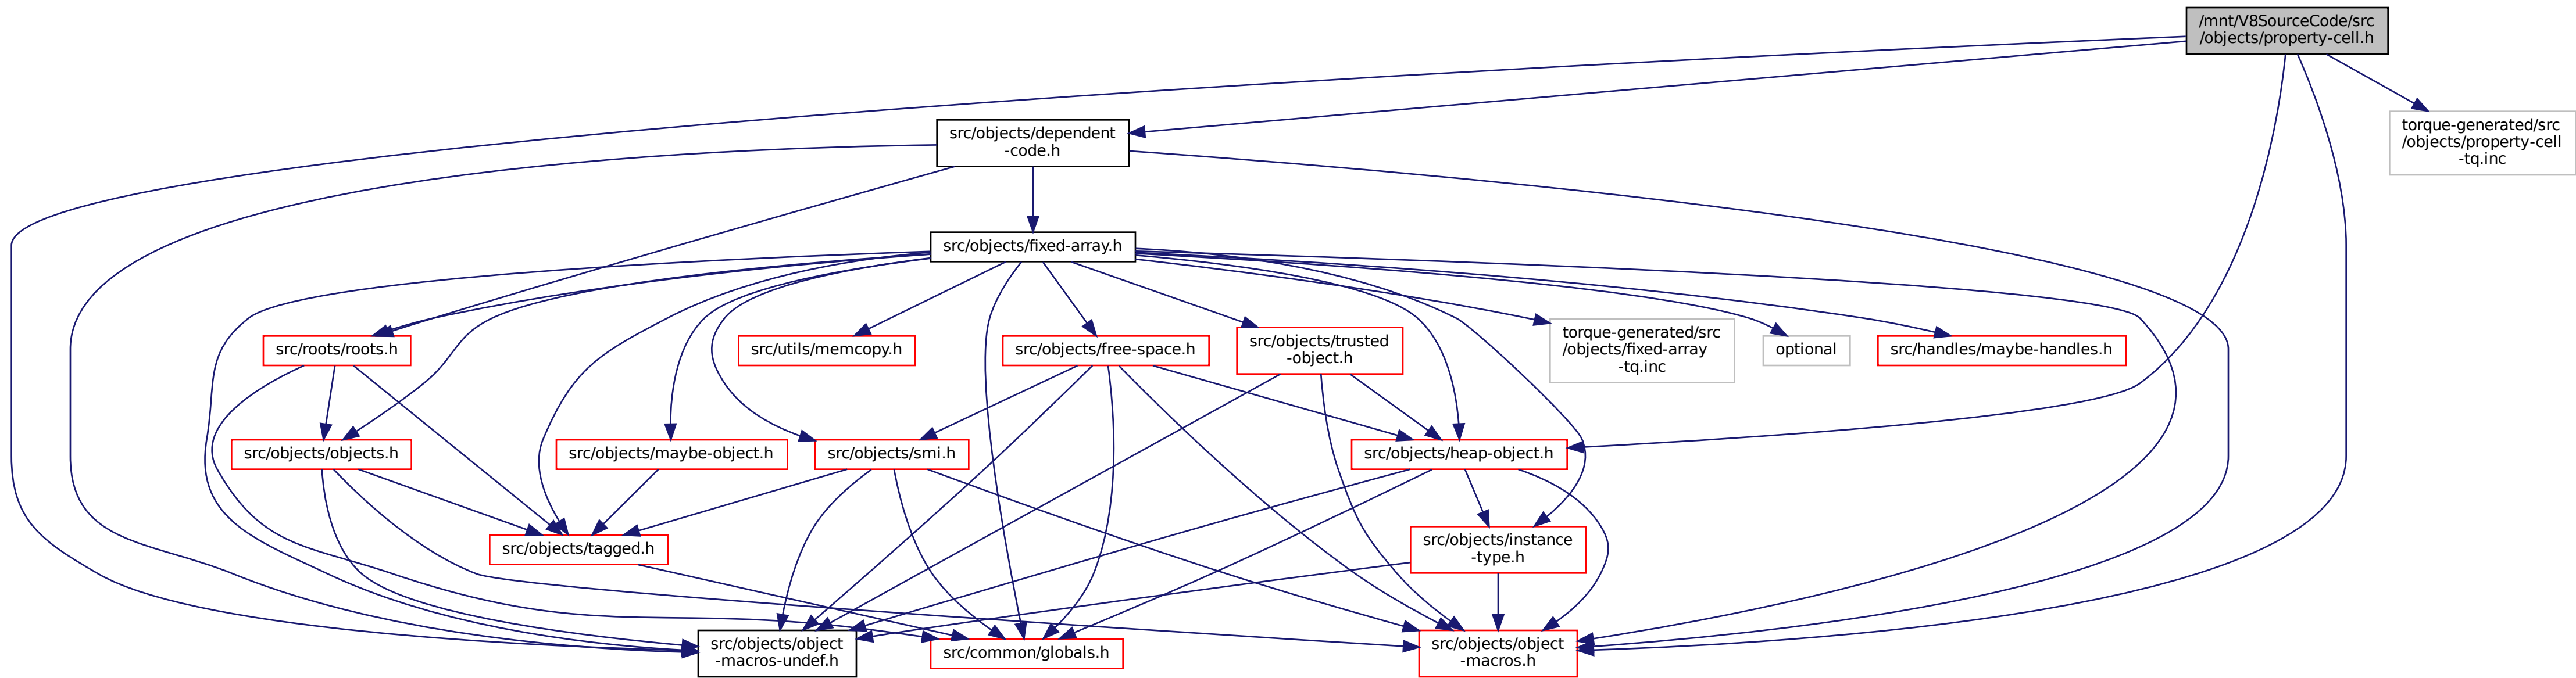 /mnt/V8SourceCode/src
/objects/property-cell.h
torque-generated/src
/objects/property-cell
-tq.inc
src/objects/dependent
-code.h
src/objects/fixed-array.h
src/roots/roots.h
src/utils/memcopy.h
src/objects/free-space.h
src/objects/trusted
-object.h
torque-generated/src
/objects/fixed-array
-tq.inc
optional
src/handles/maybe-handles.h
src/objects/objects.h
src/objects/maybe-object.h
src/objects/smi.h
src/objects/heap-object.h
src/objects/tagged.h
src/objects/instance
-type.h
src/objects/object
-macros-undef.h
src/common/globals.h
src/objects/object
-macros.h